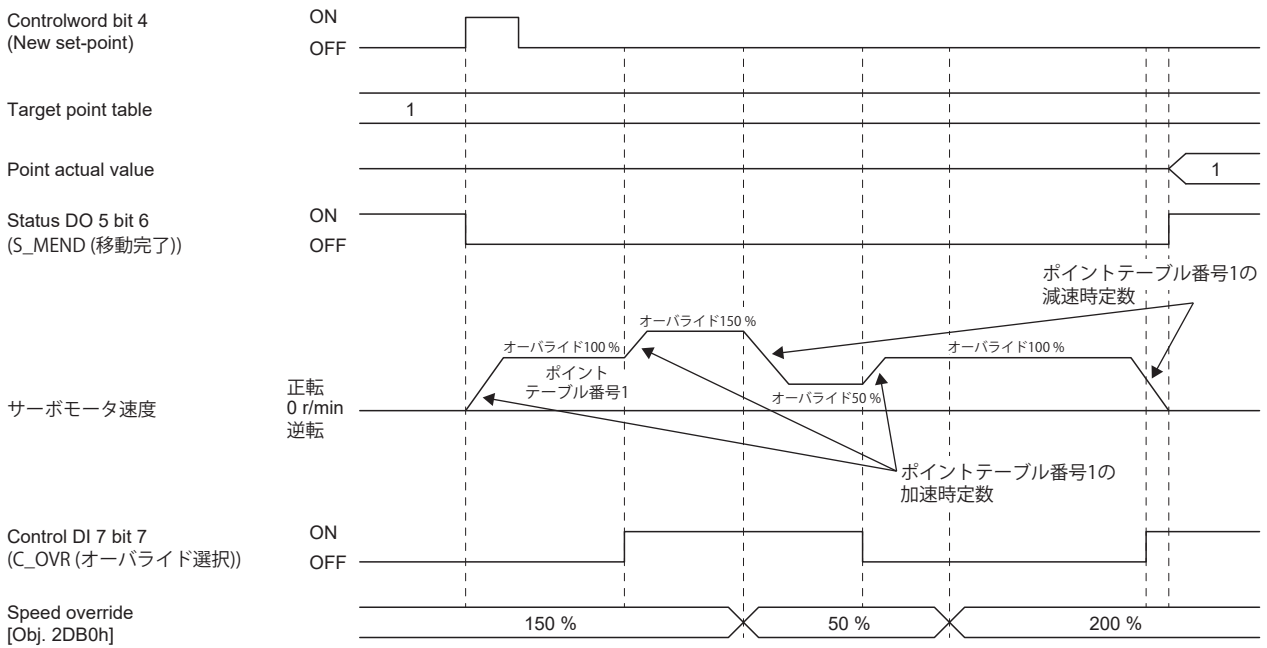 Controlword bit 4
(New set-point)
ON
OFF
Target point table
1
Point actual value
1
Status DO 5 bit 6
(S_MEND (移動完了))
ON
OFF
ポイントテーブル番号1の
減速時定数
オーバライド150 %
オーバライド100 %
オーバライド100 %
ポイント
テーブル番号1
オーバライド50 %
サーボモータ速度
正転
0 r/min
逆転
ポイントテーブル番号1の
加速時定数
Control DI 7 bit 7
(C_OVR (オーバライド選択))
ON
OFF
Speed override
[Obj. 2DB0h]
150 %
50 %
200 %